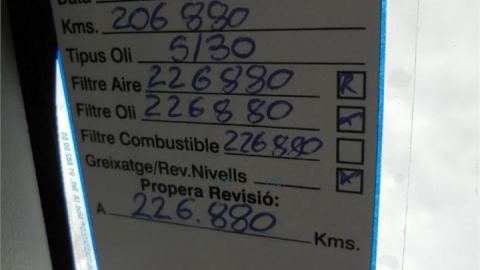 Data
Kms. 206 880
Tipus Oli 5/30
Filtre Aire 226880 R
Filtre Oli 226880
Filtre Combustible 226880
Greixatge/Rev.Nivells
Propera Revisió:
A 226.880 Kms.